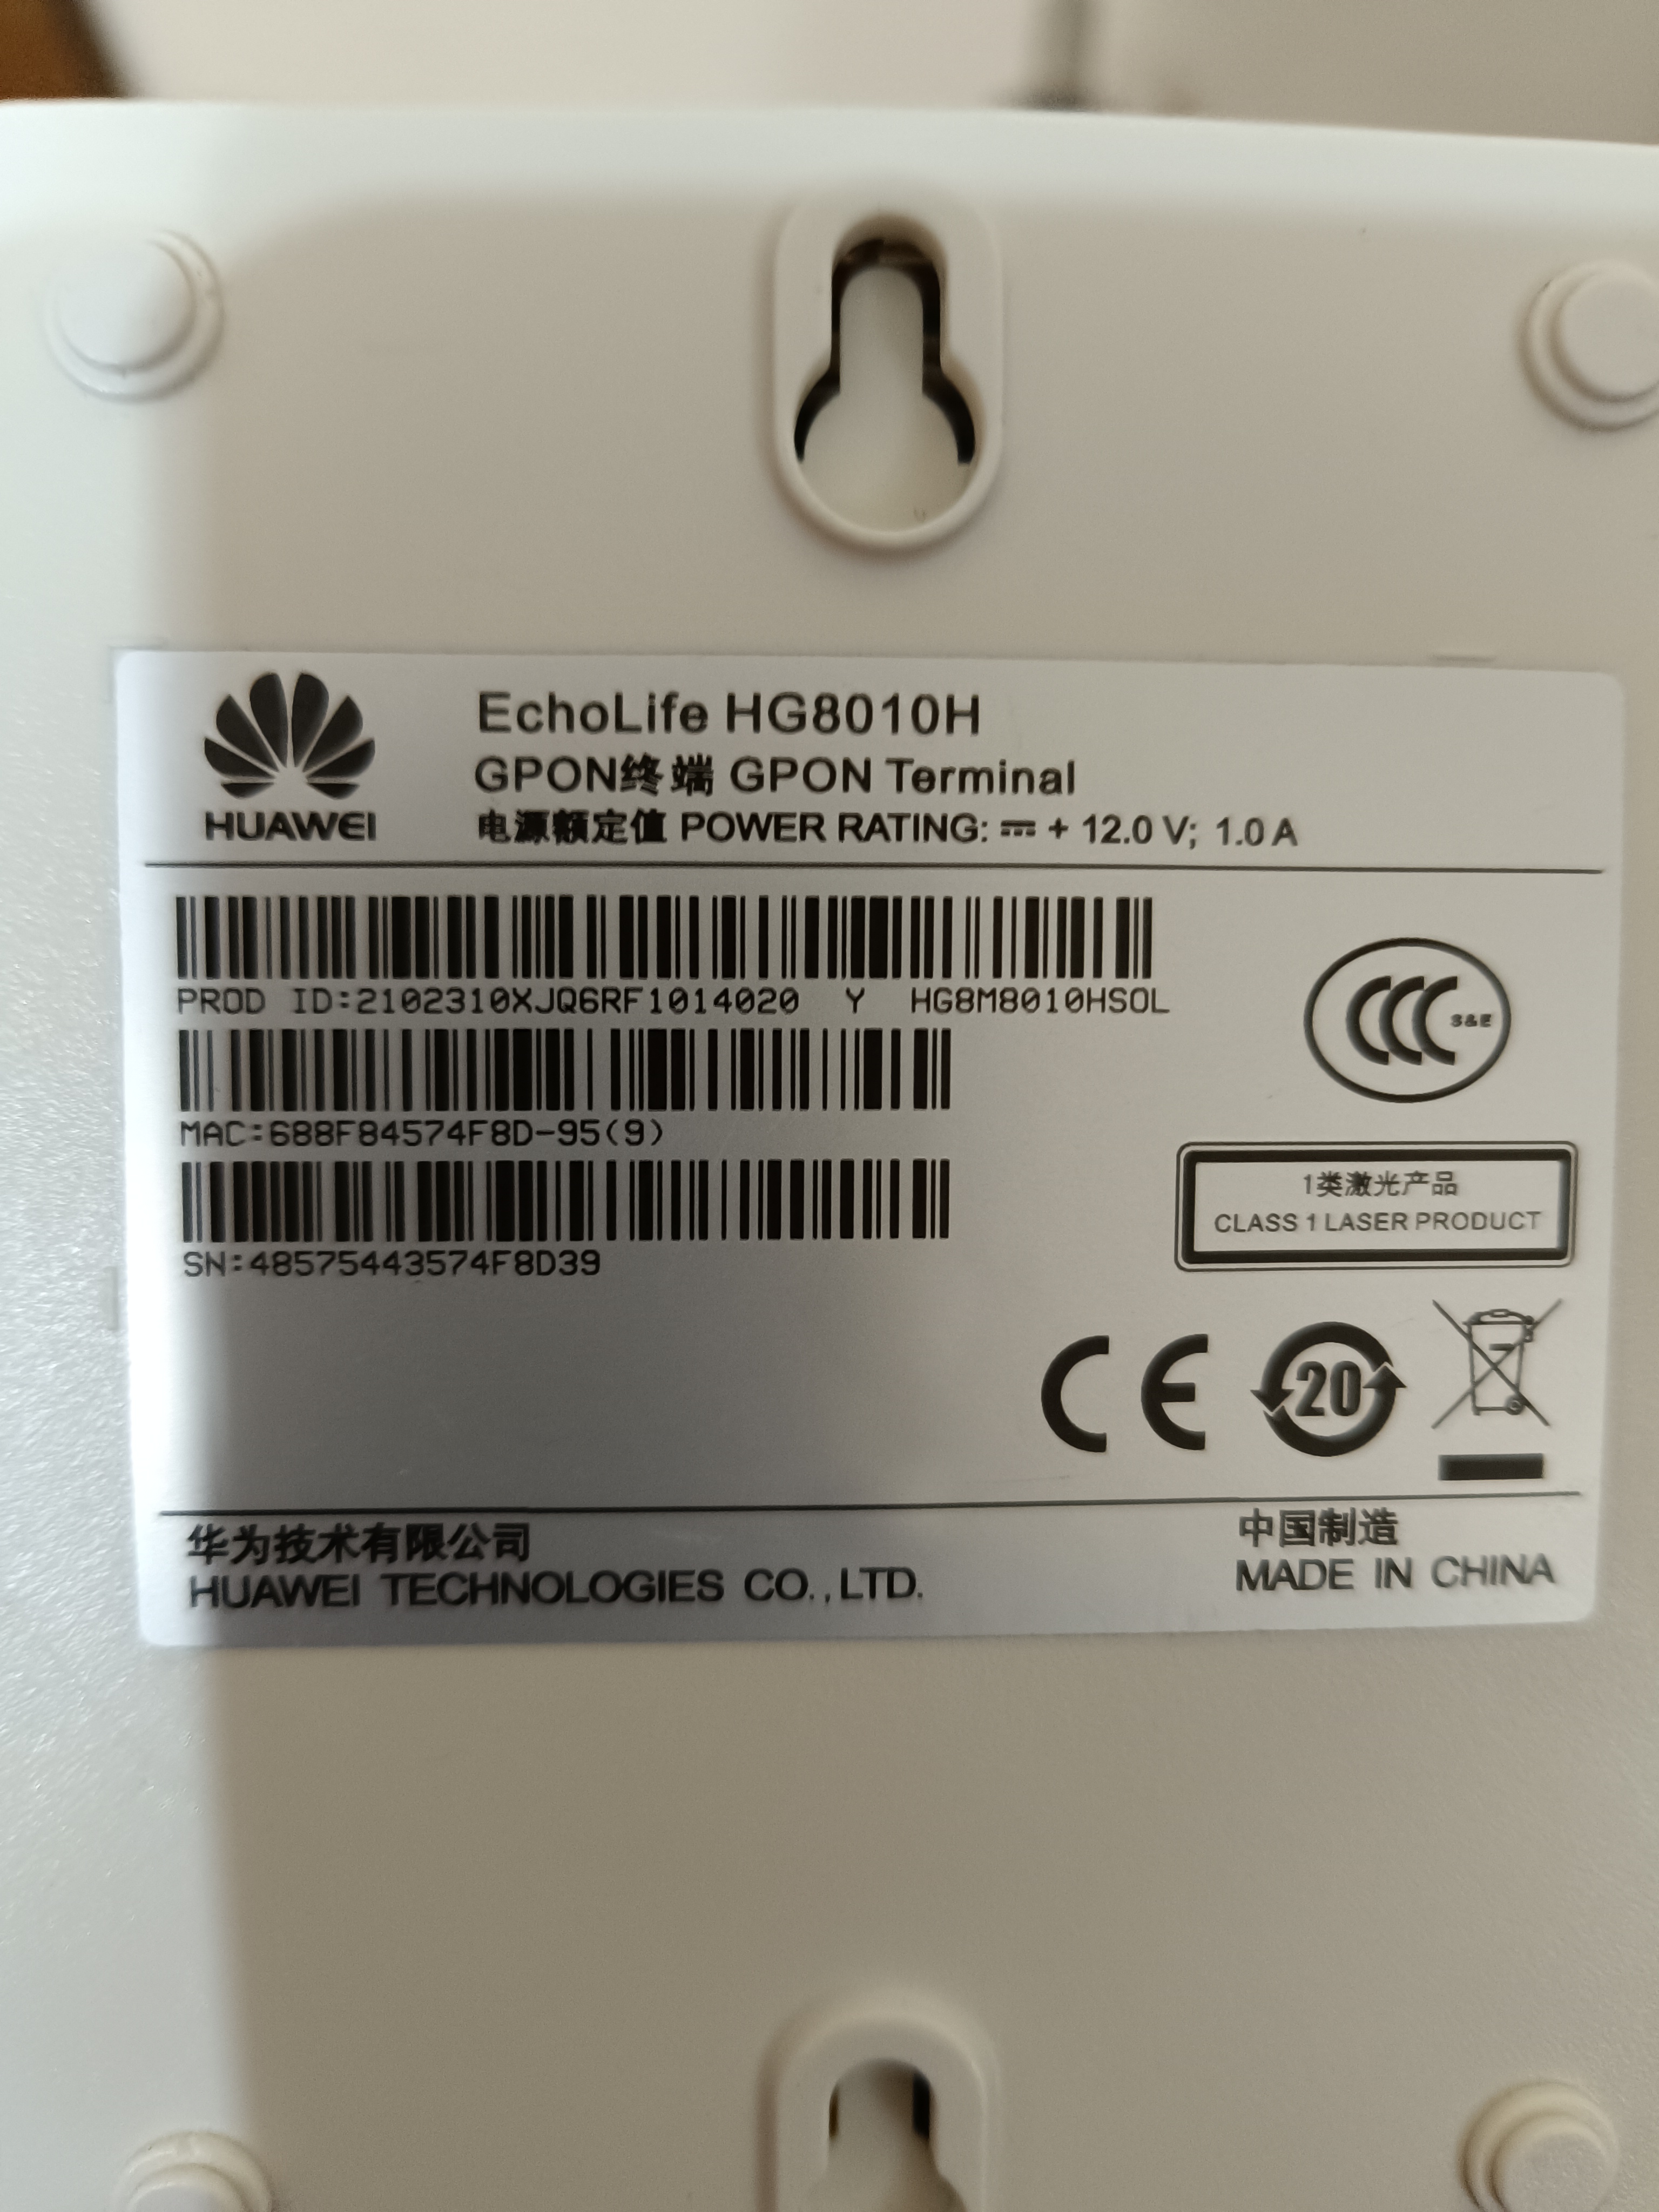 HUAWEI
EchoLife HG8010H
GPON终端 GPON Terminal
电源额定值 POWER RATING: ⎓ + 12.0 V; 1.0 A
PROD ID:2102310XJQ6RF1014020 Y HG8M8010HSOL
MAC:688F84574F8D-95(9)
SN:48575443574F8D39
CCC S&E
1类激光产品
CLASS 1 LASER PRODUCT
CE
20
华为技术有限公司
HUAWEI TECHNOLOGIES CO.,LTD.
中国制造
MADE IN CHINA